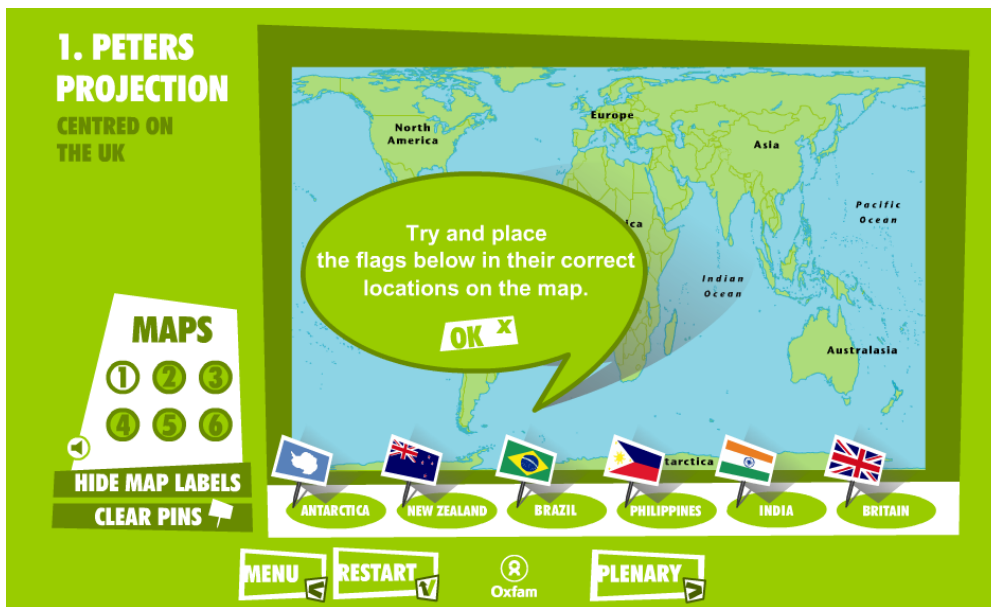 1. PETERS
PROJECTION
CENTRED ON
THE UK
North
America
Europe
Asia
Pacific
Ocean
ica
Indian
Ocean
Australasia
tarctica
Try and place
the flags below in their correct
locations on the map.
OK X
MAPS
1 2 3
4 5 6
HIDE MAP LABELS
CLEAR PINS
ANTARCTICA
NEW ZEALAND
BRAZIL
PHILIPPINES
INDIA
BRITAIN
MENU <
RESTART
Oxfam
PLENARY >